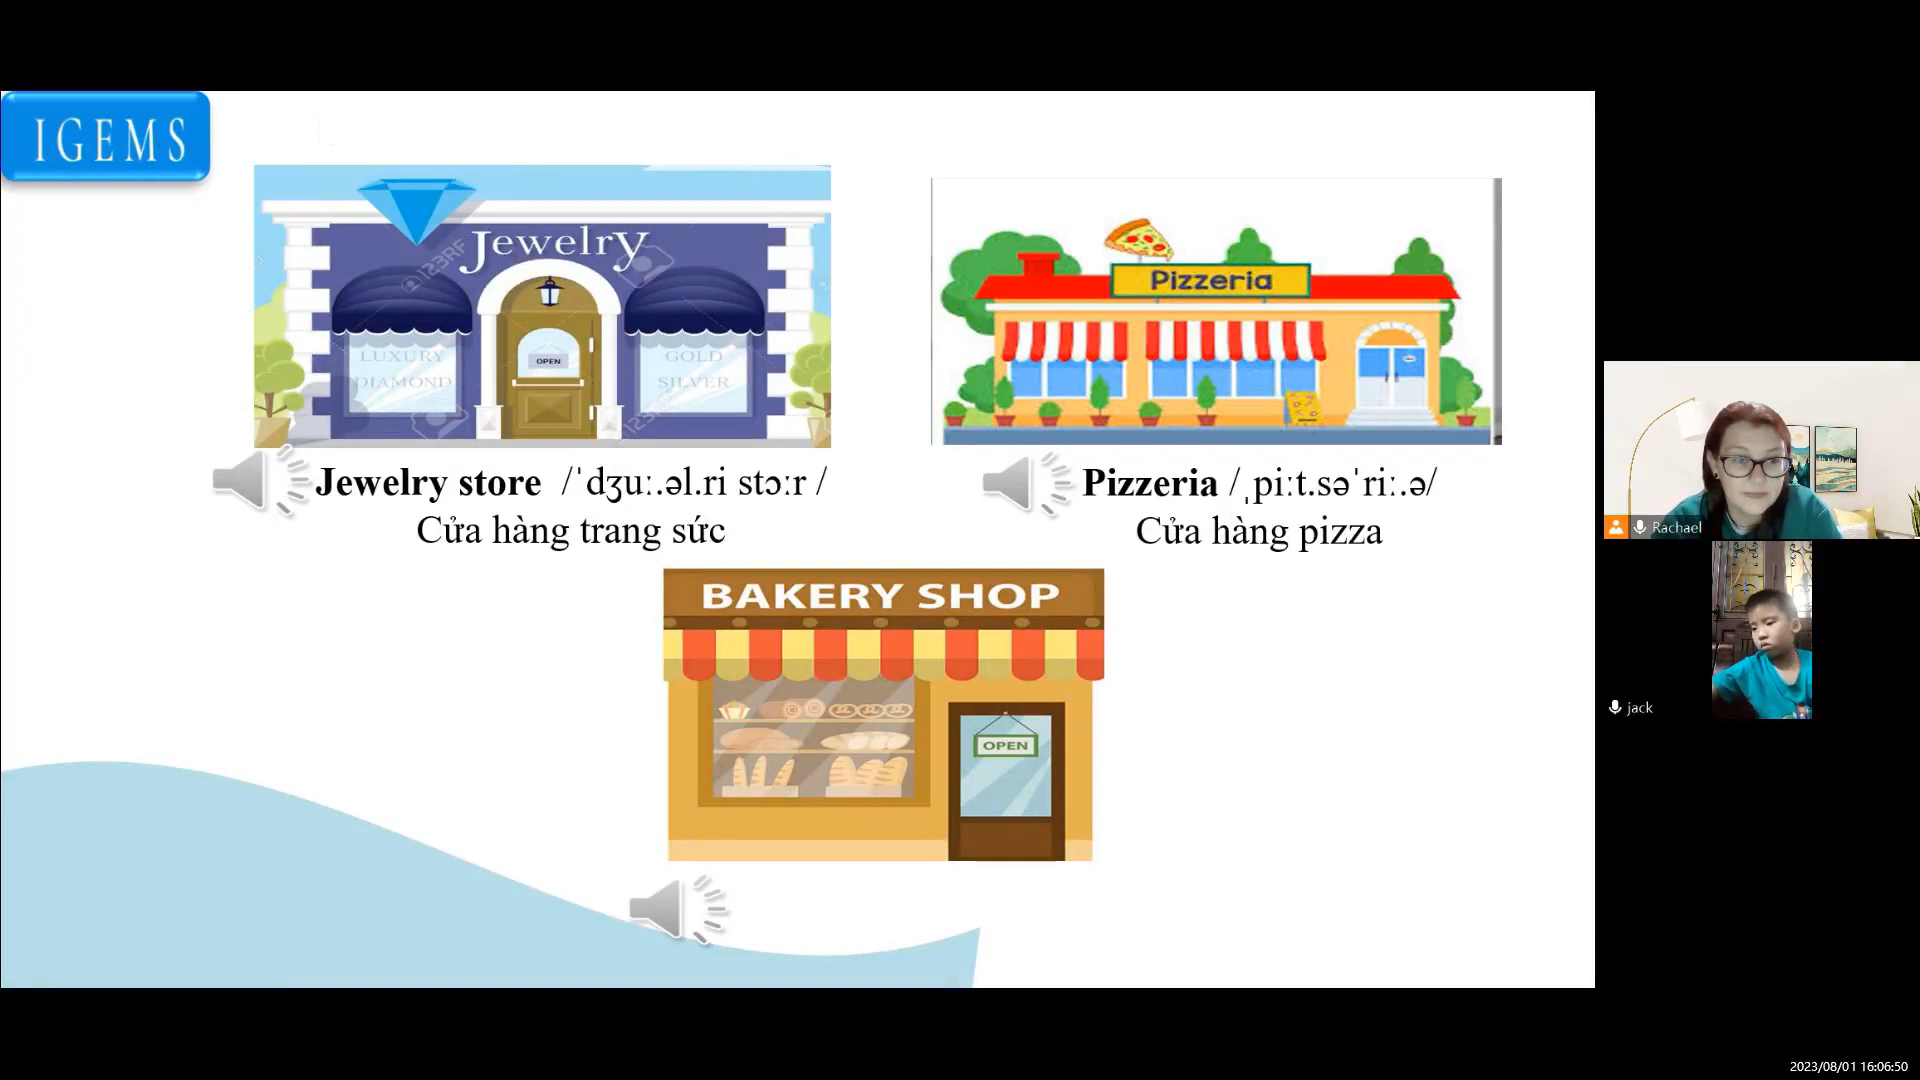 IGEMS
Jewelry
123RF
LUXURY
DIAMOND
OPEN
GOLD
SILVER
Pizzeria
Jewelry store /ˈdʒuː.əl.ri stɔːr /
Cửa hàng trang sức
Pizzeria /ˌpiːt.səˈriː.ə/
Cửa hàng pizza
BAKERY SHOP
OPEN
Rachael
jack
2023/08/01 16:06:50